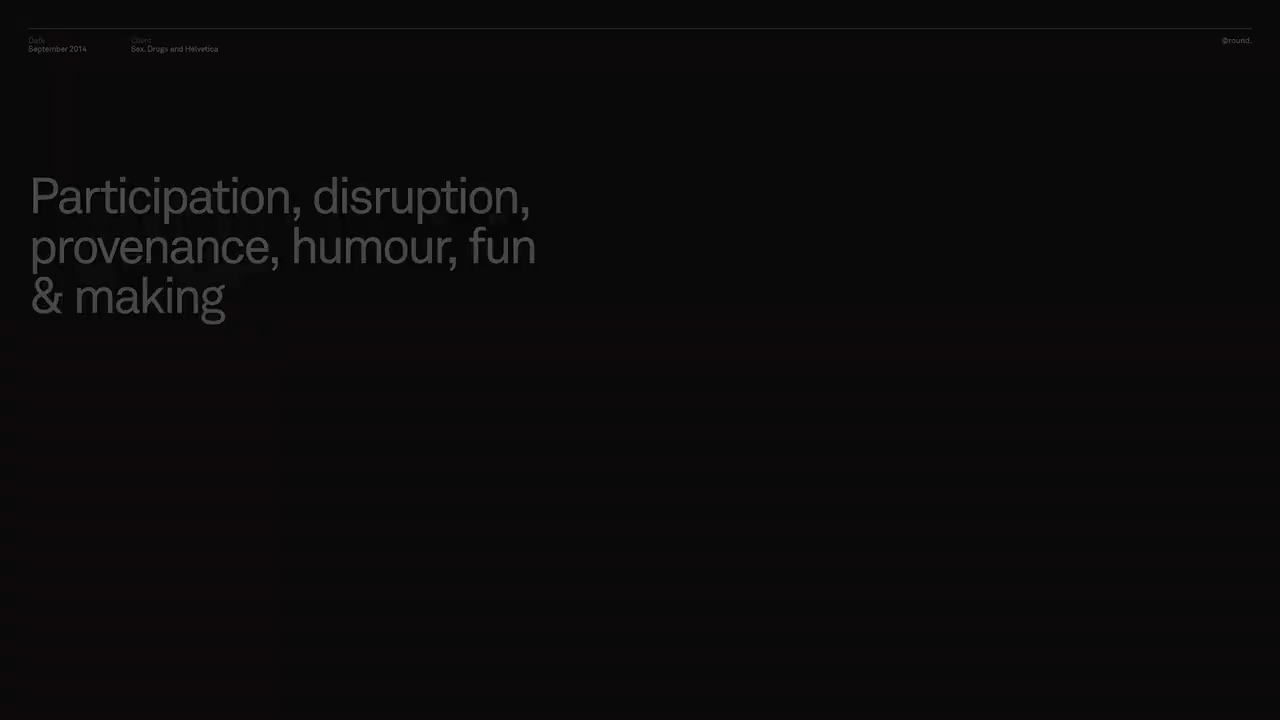 Date
September 2014
Client
Sex, Drugs and Helvetica
@round.
Participation, disruption,
provenance, humour, fun
& making